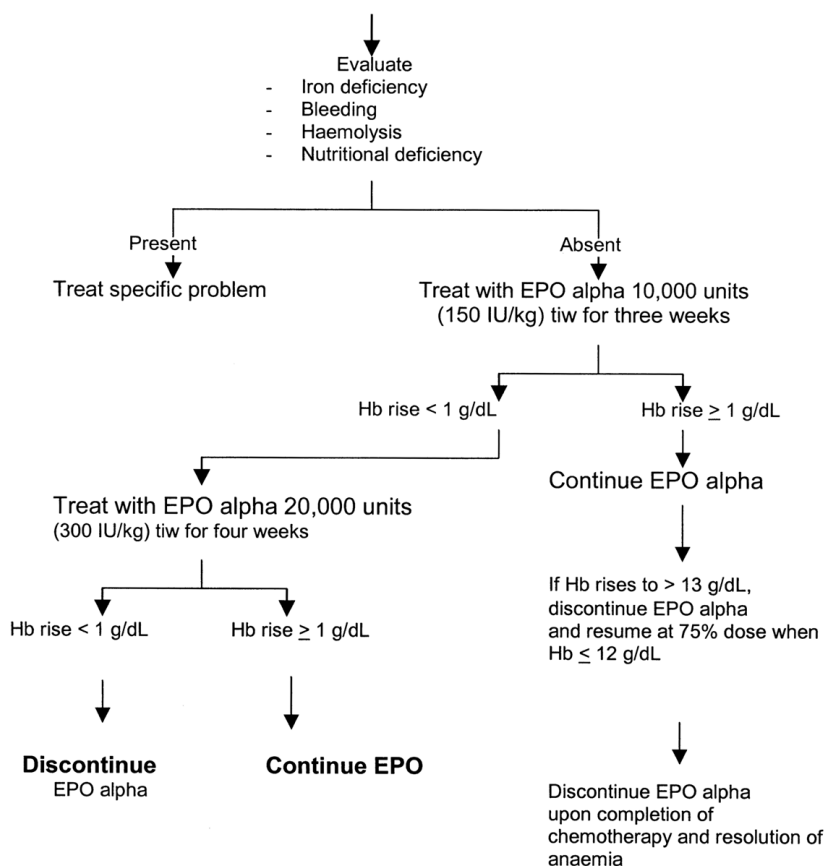 Evaluate
- Iron deficiency
- Bleeding
- Haemolysis
- Nutritional deficiency
Present
Absent
Treat specific problem
Treat with EPO alpha 10,000 units
(150 IU/kg) tiw for three weeks
Hb rise < 1 g/dL
Hb rise ≥ 1 g/dL
Treat with EPO alpha 20,000 units
(300 IU/kg) tiw for four weeks
Continue EPO alpha
If Hb rises to > 13 g/dL,
discontinue EPO alpha
and resume at 75% dose when
Hb ≤ 12 g/dL
Hb rise < 1 g/dL
Hb rise ≥ 1 g/dL
Discontinue
EPO alpha
Continue EPO
Discontinue EPO alpha
upon completion of
chemotherapy and resolution of
anaemia